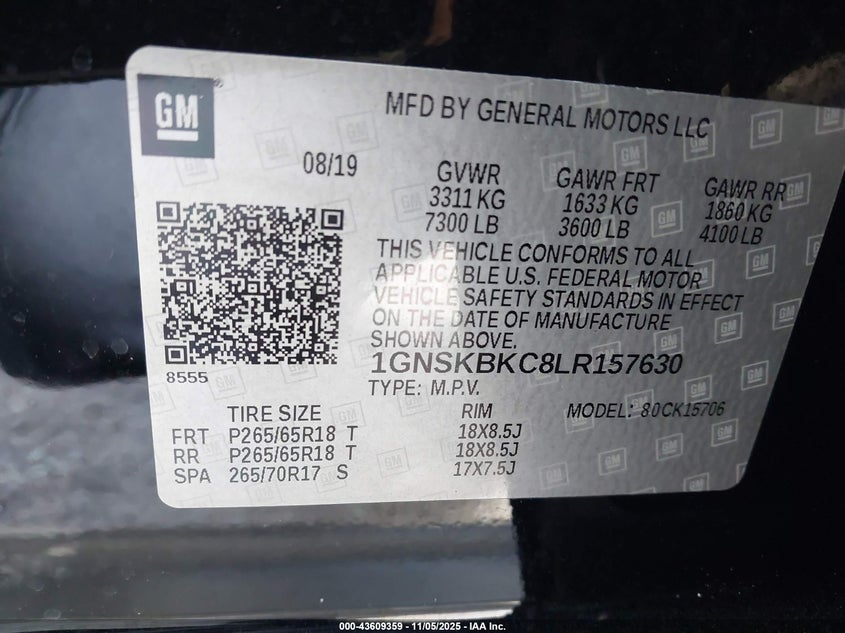 GM
MFD BY GENERAL MOTORS LLC
08/19
GVWR GAWR FRT GAWR RR
3311 KG 1633 KG 1860 KG
7300 LB 3600 LB 4100 LB
THIS VEHICLE CONFORMS TO ALL
APPLICABLE U.S. FEDERAL MOTOR
VEHICLE SAFETY STANDARDS IN EFFECT
ON THE DATE OF MANUFACTURE
SHOWN ABOVE.
8555
1GNSKBKC8LR157630
TYPE: M.P.V.
TIRE SIZE RIM MODEL: 80CK15706
FRT P265/65R18 T 18X8.5J
RR P265/65R18 T 18X8.5J
SPA 265/70R17 S 17X7.5J
000-43609359 - 11/05/2025 - IAA Inc.